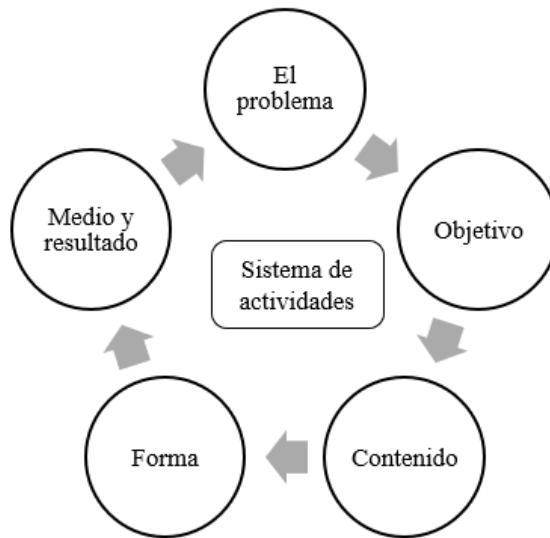 El
problema
Objetivo
Contenido
Forma
Medio y
resultado
Sistema de
actividades